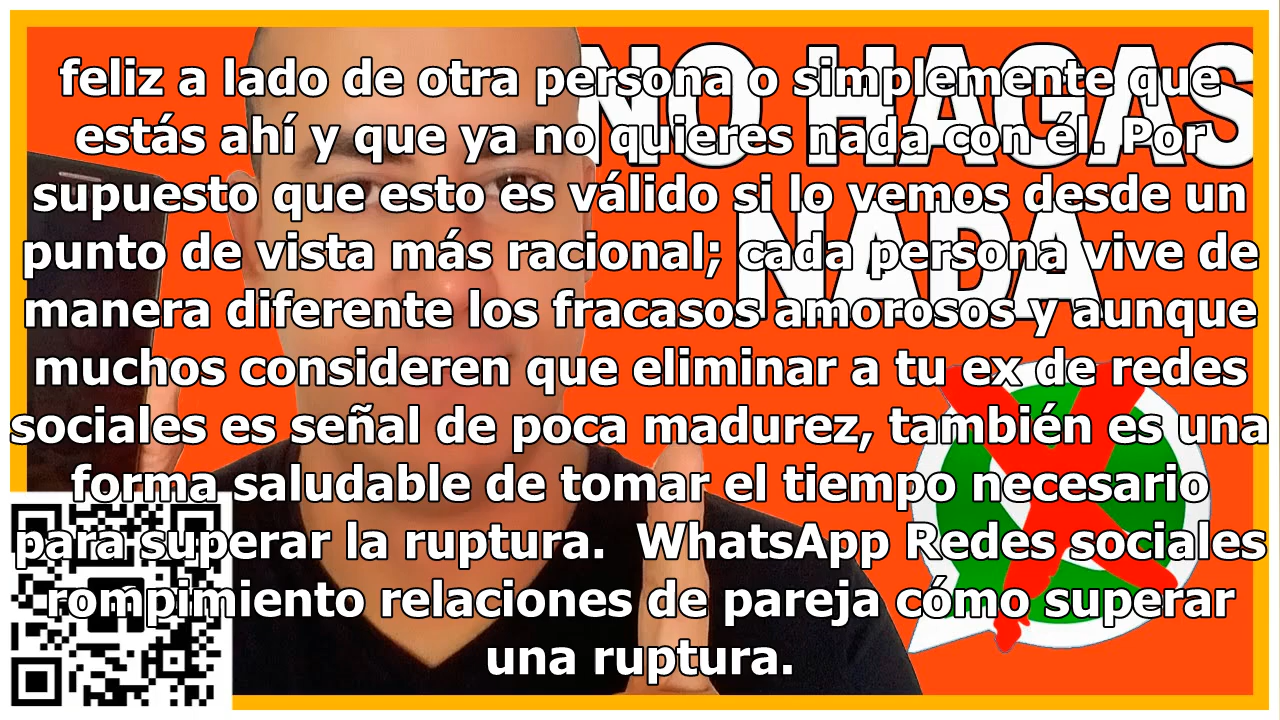 NO HAGAS
NADA
feliz a lado de otra persona o simplemente que
estás ahí y que ya no quieres nada con él. Por
supuesto que esto es válido si lo vemos desde un
punto de vista más racional; cada persona vive de
manera diferente los fracasos amorosos y aunque
muchos consideren que eliminar a tu ex de redes
sociales es señal de poca madurez, también es una
forma saludable de tomar el tiempo necesario
para superar la ruptura.  WhatsApp Redes sociales
rompimiento relaciones de pareja cómo superar
una ruptura.